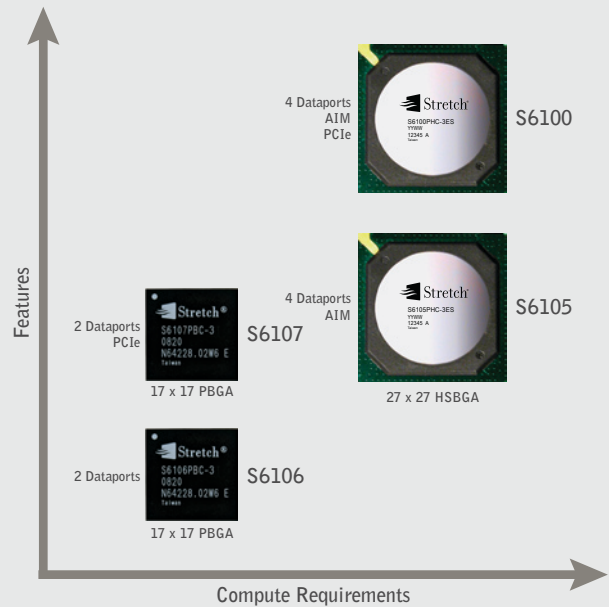 4 Dataports
AIM
PCIe
Stretch
S6100PHC-3ES
YYWW
12345 A
Taiwan
S6100
Features
4 Dataports
AIM
Stretch
S6105PHC-3ES
YYWW
12345 A
Taiwan
S6105
27 x 27 HSBGA
2 Dataports
PCIe
Stretch®
S6107PBC-3
0820
N64228.02W6 E
Taiwan
S6107
17 x 17 PBGA
2 Dataports
Stretch®
S6106PBC-3
0820
N64228.02W6 E
Taiwan
S6106
17 x 17 PBGA
Compute Requirements